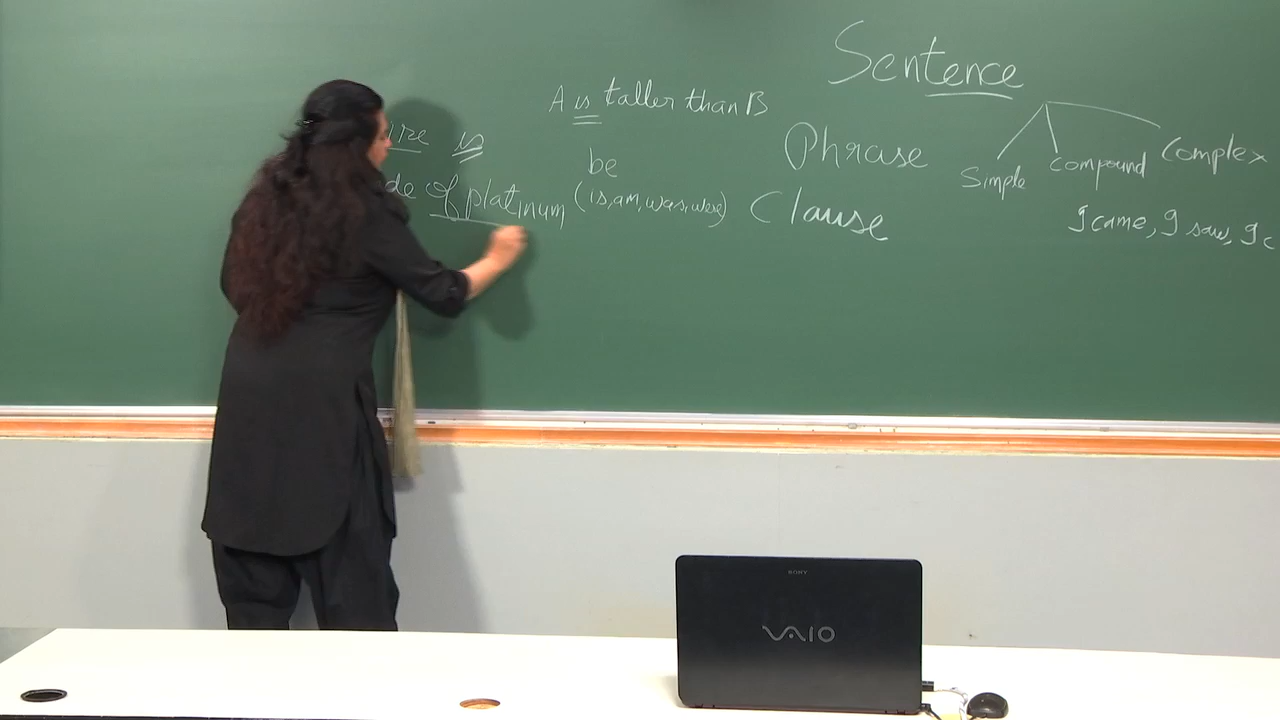 Sentence
A is taller than B
is
Phrase
Simple
compound
Complex
be
of platinum
(is, am, was, were)
Clause
I came, I saw, I c
SONY
VAIO